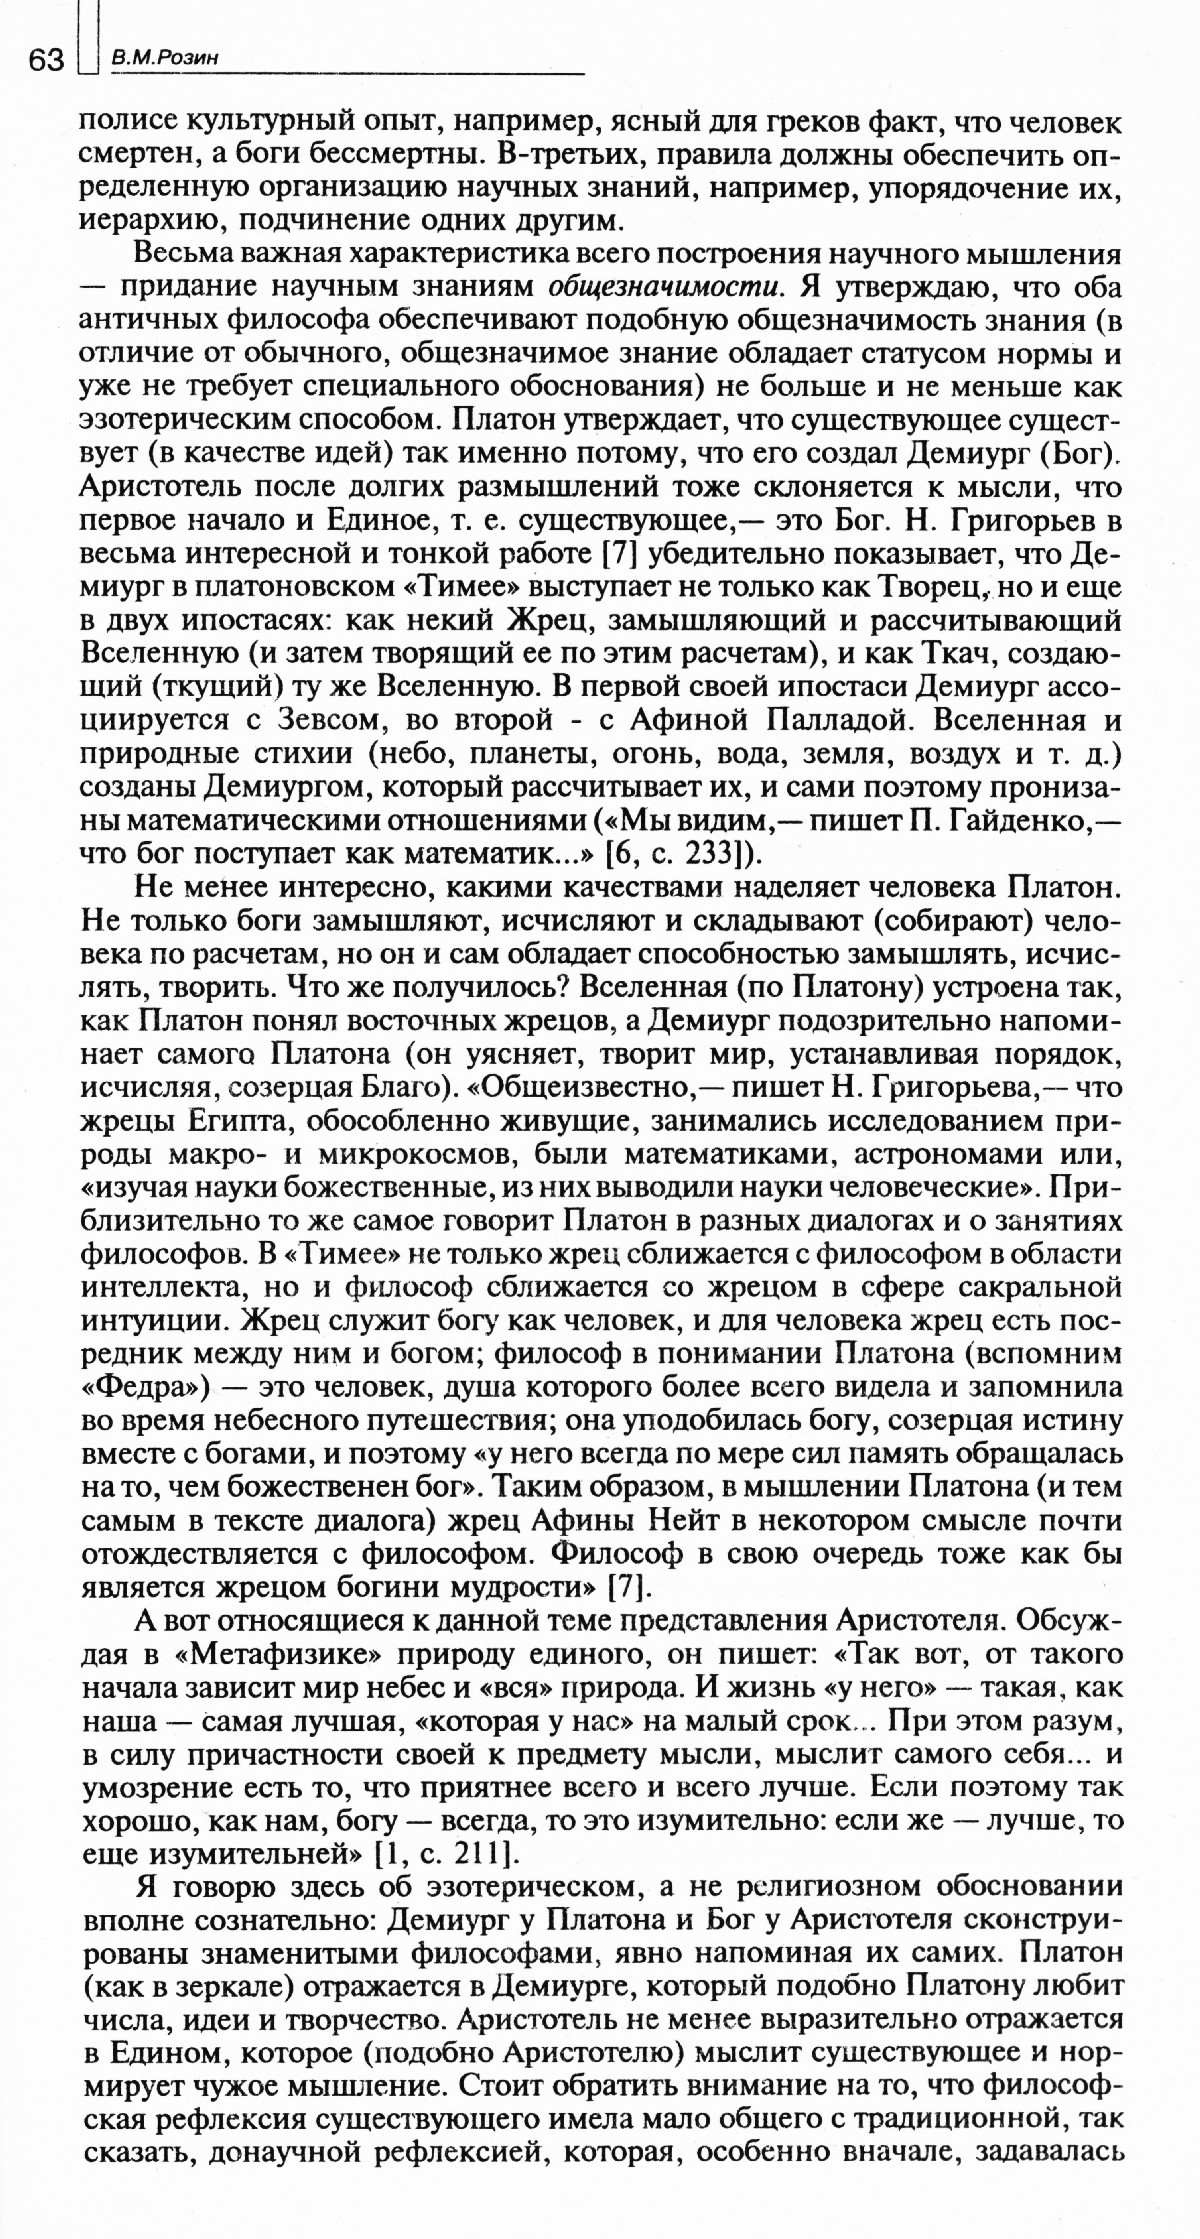 63 В.М.Розин
полисе культурный опыт, например, ясный для греков факт, что человек
смертен, а боги бессмертны. В-третьих, правила должны обеспечить оп-
ределенную организацию научных знаний, например, упорядочение их,
иерархию, подчинение одних другим.
Весьма важная характеристика всего построения научного мышления
— придание научным знаниям общезначимости. Я утверждаю, что оба
античных философа обеспечивают подобную общезначимость знания (в
отличие от обычного, общезначимое знание обладает статусом нормы и
уже не требует специального обоснования) не больше и не меньше как
эзотерическим способом. Платон утверждает, что существующее сущест-
вует (в качестве идей) так именно потому, что его создал Демиург (Бог).
Аристотель после долгих размышлений тоже склоняется к мысли, что
первое начало и Единое, т. е. существующее,— это Бог. Н. Григорьев в
весьма интересной и тонкой работе [7] убедительно показывает, что Де-
миург в платоновском «Тимее» выступает не только как Творец, но и еще
в двух ипостасях: как некий Жрец, замышляющий и рассчитывающий
Вселенную (и затем творящий ее по этим расчетам), и как Ткач, создаю-
щий (ткущий) ту же Вселенную. В первой своей ипостаси Демиург ассо-
циируется с Зевсом, во второй - с Афиной Палладой. Вселенная и
природные стихии (небо, планеты, огонь, вода, земля, воздух и т. д.)
созданы Демиургом, который рассчитывает их, и сами поэтому прониза-
ны математическими отношениями («Мы видим,— пишет П. Гайденко,—
что бог поступает как математик...» [6, с. 233]).
Не менее интересно, какими качествами наделяет человека Платон.
Не только боги замышляют, исчисляют и складывают (собирают) чело-
века по расчетам, но он и сам обладает способностью замышлять, исчис-
лять, творить. Что же получилось? Вселенная (по Платону) устроена так,
как Платон понял восточных жрецов, а Демиург подозрительно напоми-
нает самого Платона (он уясняет, творит мир, устанавливая порядок,
исчисляя, созерцая Благо). «Общеизвестно,— пишет Н. Григорьева,— что
жрецы Египта, обособленно живущие, занимались исследованием при-
роды макро- и микрокосмов, были математиками, астрономами или,
«изучая науки божественные, из них выводили науки человеческие». При-
близительно то же самое говорит Платон в разных диалогах и о занятиях
философов. В «Тимее» не только жрец сближается с философом в области
интеллекта, но и философ сближается со жрецом в сфере сакральной
интуиции. Жрец служит богу как человек, и для человека жрец есть пос-
редник между ним и богом; философ в понимании Платона (вспомним
«Федра») — это человек, душа которого более всего видела и запомнила
во время небесного путешествия; она уподобилась богу, созерцая истину
вместе с богами, и поэтому «у него всегда по мере сил память обращалась
на то, чем божественен бог». Таким образом, в мышлении Платона (и тем
самым в тексте диалога) жрец Афины Нейт в некотором смысле почти
отождествляется с философом. Философ в свою очередь тоже как бы
является жрецом богини мудрости» [7].
А вот относящиеся к данной теме представления Аристотеля. Обсуж-
дая в «Метафизике» природу единого, он пишет: «Так вот, от такого
начала зависит мир небес и «вся» природа. И жизнь «у него» — такая, как
наша — самая лучшая, «которая у нас» на малый срок... При этом разум,
в силу причастности своей к предмету мысли, мыслит самого себя... и
умозрение есть то, что приятнее всего и всего лучше. Если поэтому так
хорошо, как нам, богу — всегда, то это изумительно: если же — лучше, то
еще изумительней» [1, с. 211].
Я говорю здесь об эзотерическом, а не религиозном обосновании
вполне сознательно: Демиург у Платона и Бог у Аристотеля сконструи-
рованы знаменитыми философами, явно напоминая их самих. Платон
(как в зеркале) отражается в Демиурге, который подобно Платону любит
числа, идеи и творчество. Аристотель не менее выразительно отражается
в Едином, которое (подобно Аристотелю) мыслит существующее и нор-
мирует чужое мышление. Стоит обратить внимание на то, что философ-
ская рефлексия существующего имела мало общего с традиционной, так
сказать, донаучной рефлексией, которая, особенно вначале, задавалась